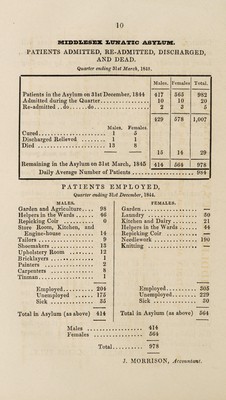 10
MIDDLESEX LUNATIC ASYLUM.
PATIENTS ADMITTED, RE-ADMITTED, DISCHARGED,
AND DEAD.
Quarter ending 31st March, 1845.
Males. Females Total.
Patients in the Asylum on 31st December, 1844 417 565 982
Admitted during the Quarter 10 10 20
Re-admitted ..do.....do. 2 3 5
429 578 1,007
Males. Females.
Cured 1 5
Discharged Relieved 1 1
Died 13 8
15 14 29
Remaining in the Asylum on 31st March, 1845 414 564 978
Daily Average Number of Patients 984
PATIENTS EMPLOYED,
Quarter ending 31st December, 1844.
MALES.
Garden and Agriculture 98
Helpers in the Wards 46
Repicking Coir 0
Store Room, Kitchen, and
Engine-house 14
Tailors 9
Shoemakers 13
Upholstery Room 12
Bricklayers 1
Painters 2
Carpenters 8
Tinman 1
Employed 204
Unemployed 175
Sick 35
Total in Asylum (as above) 414
FEMALES.
Garden —
Laundry 50
Kitchen and Dairy 21
Helpers in the Wards 44
Repicking Coir —
Needlework 190
Knitting —
Employed 305
Unemployed 229
Sick 30
Total in Asylum (as above) 564
Males 414
Females 564
Total 978
J. MORRISON, Accountant.